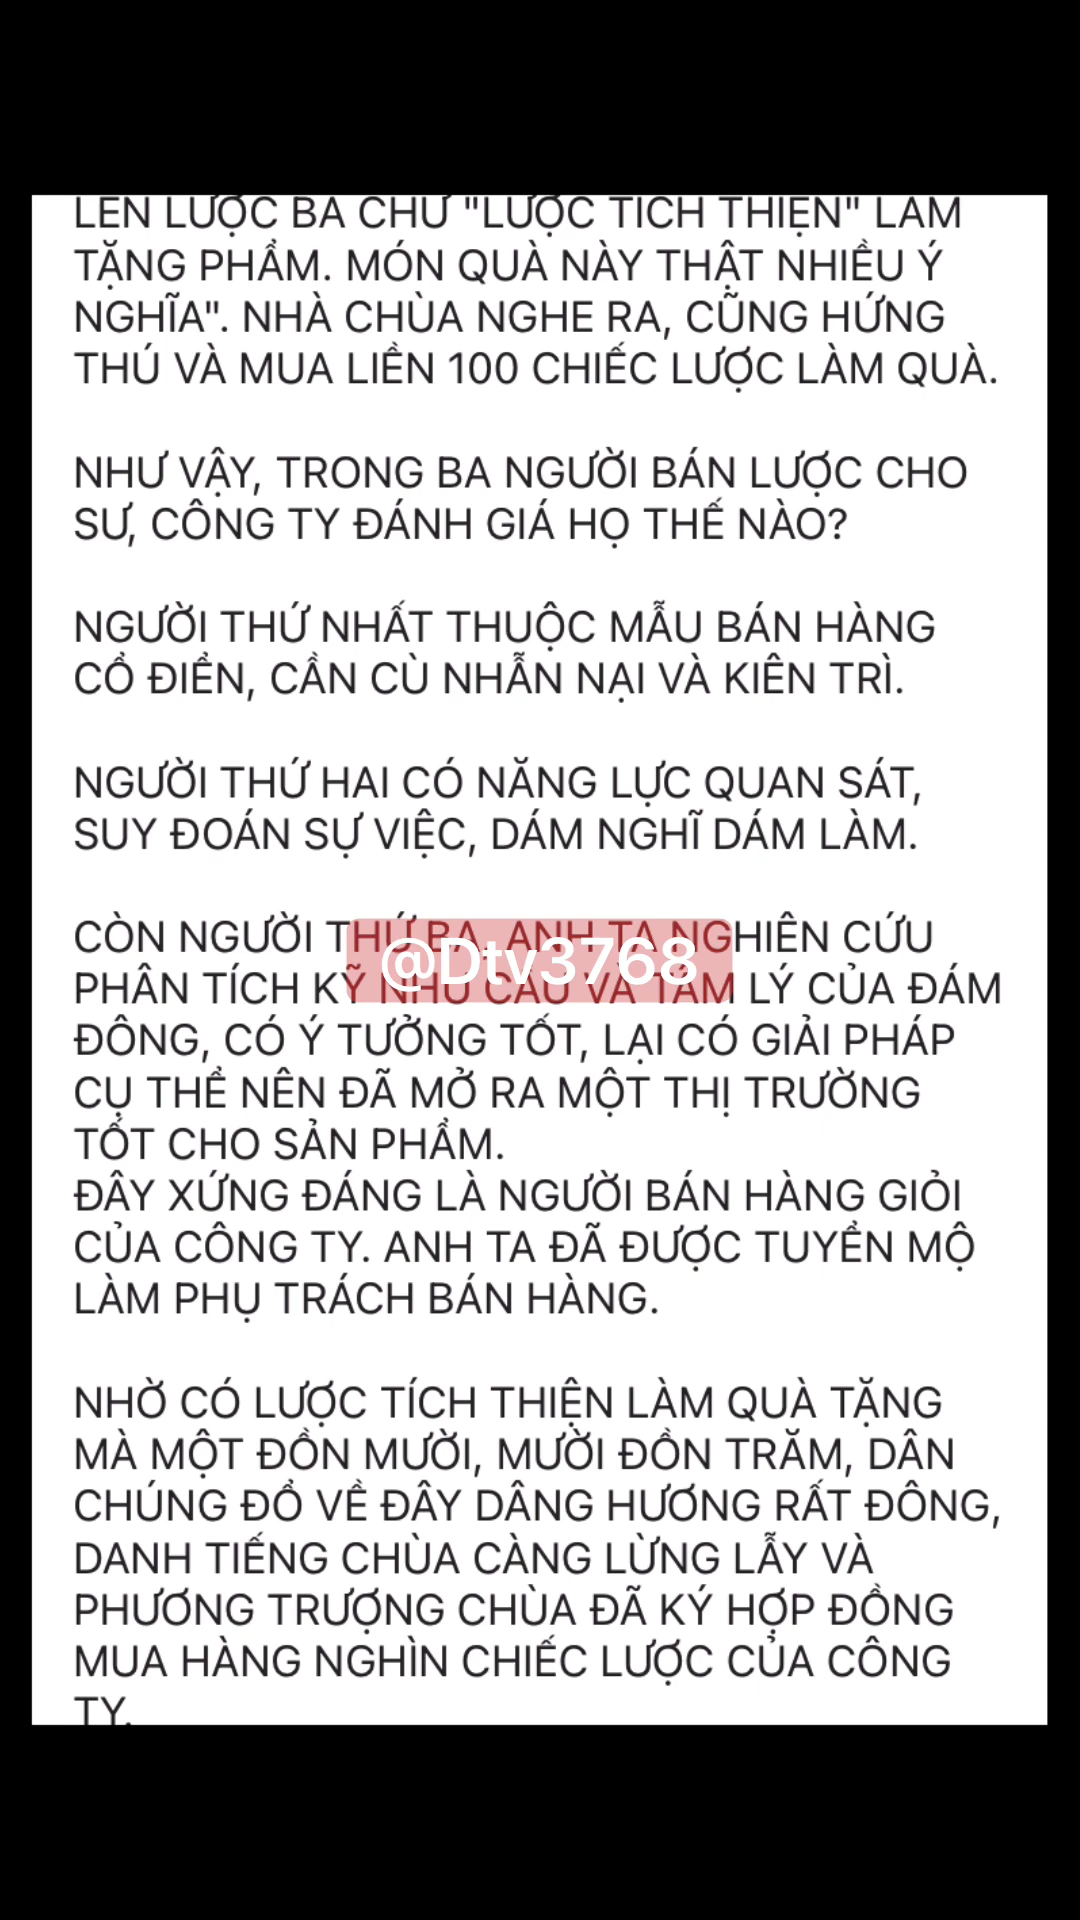 LÊN LƯỢC BA CHỮ "LƯỢC TÍCH THIỆN" LÀM
TẶNG PHẨM. MÓN QUÀ NÀY THẬT NHIỀU Ý
NGHĨA". NHÀ CHÙA NGHE RA, CŨNG HỨNG
THÚ VÀ MUA LIỀN 100 CHIẾC LƯỢC LÀM QUÀ.
NHƯ VẬY, TRONG BA NGƯỜI BÁN LƯỢC CHO
SƯ, CÔNG TY ĐÁNH GIÁ HỌ THẾ NÀO?
NGƯỜI THỨ NHẤT THUỘC MẪU BÁN HÀNG
CỔ ĐIỂN, CẦN CÙ NHẪN NẠI VÀ KIÊN TRÌ.
NGƯỜI THỨ HAI CÓ NĂNG LỰC QUAN SÁT,
SUY ĐOÁN SỰ VIỆC, DÁM NGHĨ DÁM LÀM.
CÒN NGƯỜI THỨ BA, ANH TA NGHIÊN CỨU
@Dtv3768
PHÂN TÍCH KỸ NHU CẦU VÀ TÂM LÝ CỦA ĐÁM
ĐÔNG, CÓ Ý TƯỞNG TỐT, LẠI CÓ GIẢI PHÁP
CỤ THỂ NÊN ĐÃ MỞ RA MỘT THỊ TRƯỜNG
TỐT CHO SẢN PHẨM.
ĐÂY XỨNG ĐÁNG LÀ NGƯỜI BÁN HÀNG GIỎI
CỦA CÔNG TY. ANH TA ĐÃ ĐƯỢC TUYỂN MỘ
LÀM PHỤ TRÁCH BÁN HÀNG.
NHỜ CÓ LƯỢC TÍCH THIỆN LÀM QUÀ TẶNG
MÀ MỘT ĐỒN MƯỜI, MƯỜI ĐỒN TRĂM, DÂN
CHÚNG ĐỔ VỀ ĐÂY DÂNG HƯƠNG RẤT ĐÔNG,
DANH TIẾNG CHÙA CÀNG LỪNG LẪY VÀ
PHƯƠNG TRƯỢNG CHÙA ĐÃ KÝ HỢP ĐỒNG
MUA HÀNG NGHÌN CHIẾC LƯỢC CỦA CÔNG
TY.